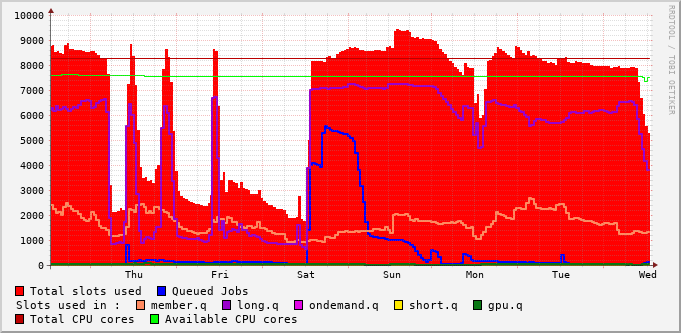 10000
9000
8000
7000
6000
5000
4000
3000
2000
1000
0
Thu Fri Sat Sun Mon Tue Wed
RRDTOOL / TOBI OETIKER
Total slots used Queued Jobs
Slots used in : member.q long.q ondemand.q short.q gpu.q
Total CPU cores Available CPU cores